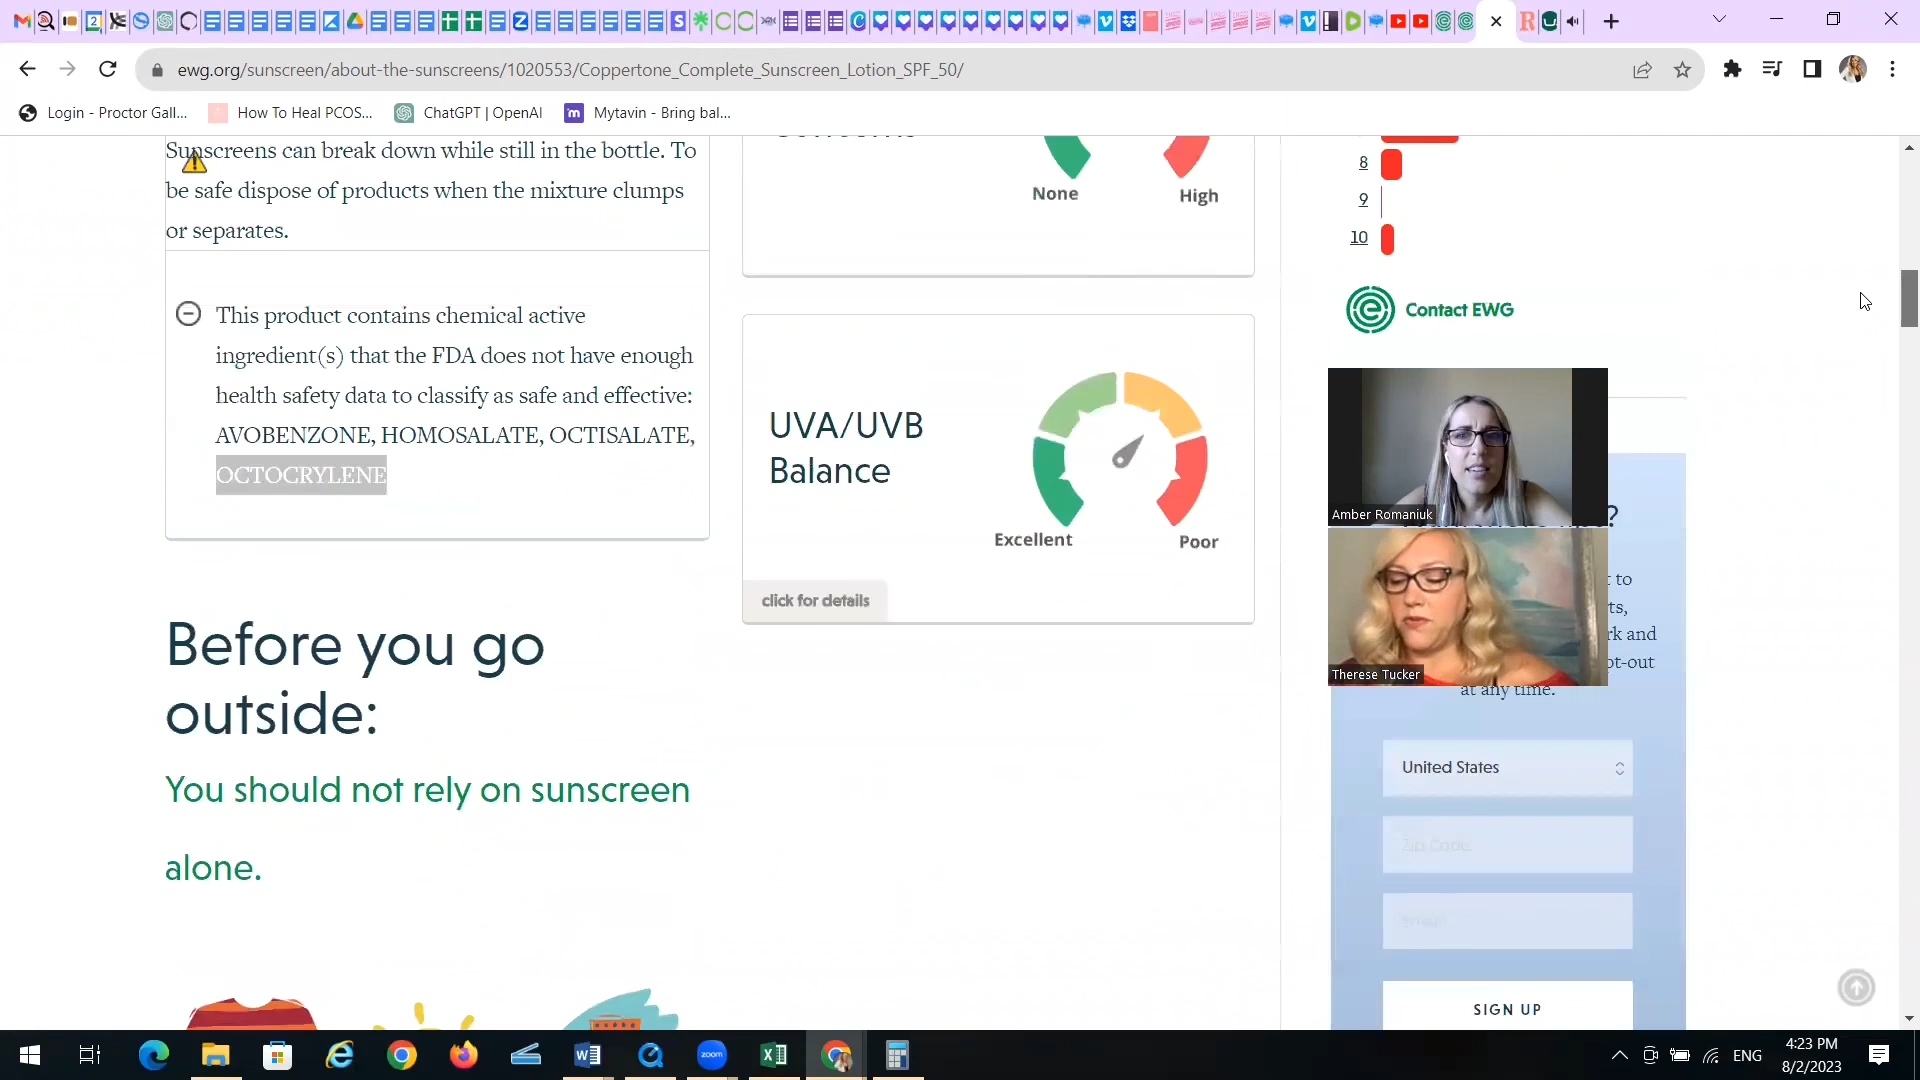 ewg.org/sunscreen/about-the-sunscreens/1020553/Coppertone_Complete_Sunscreen_Lotion_SPF_50/
Login - Proctor Gall...
How To Heal PCOS...
ChatGPT | OpenAI
Mytavin - Bring bal...
Sunscreens can break down while still in the bottle. To
be safe dispose of products when the mixture clumps
or separates.
This product contains chemical active
ingredient(s) that the FDA does not have enough
health safety data to classify as safe and effective:
AVOBENZONE, HOMOSALATE, OCTISALATE,
OCTOCRYLENE
Before you go
outside:
You should not rely on sunscreen
alone.
None
High
UVA/UVB
Balance
Excellent
Poor
click for details
8
9
10
Contact EWG
Amber Romaniuk
Therese Tucker
at any time.
United States
Zip Code
SIGN UP
ENG
4:23 PM
8/2/2023